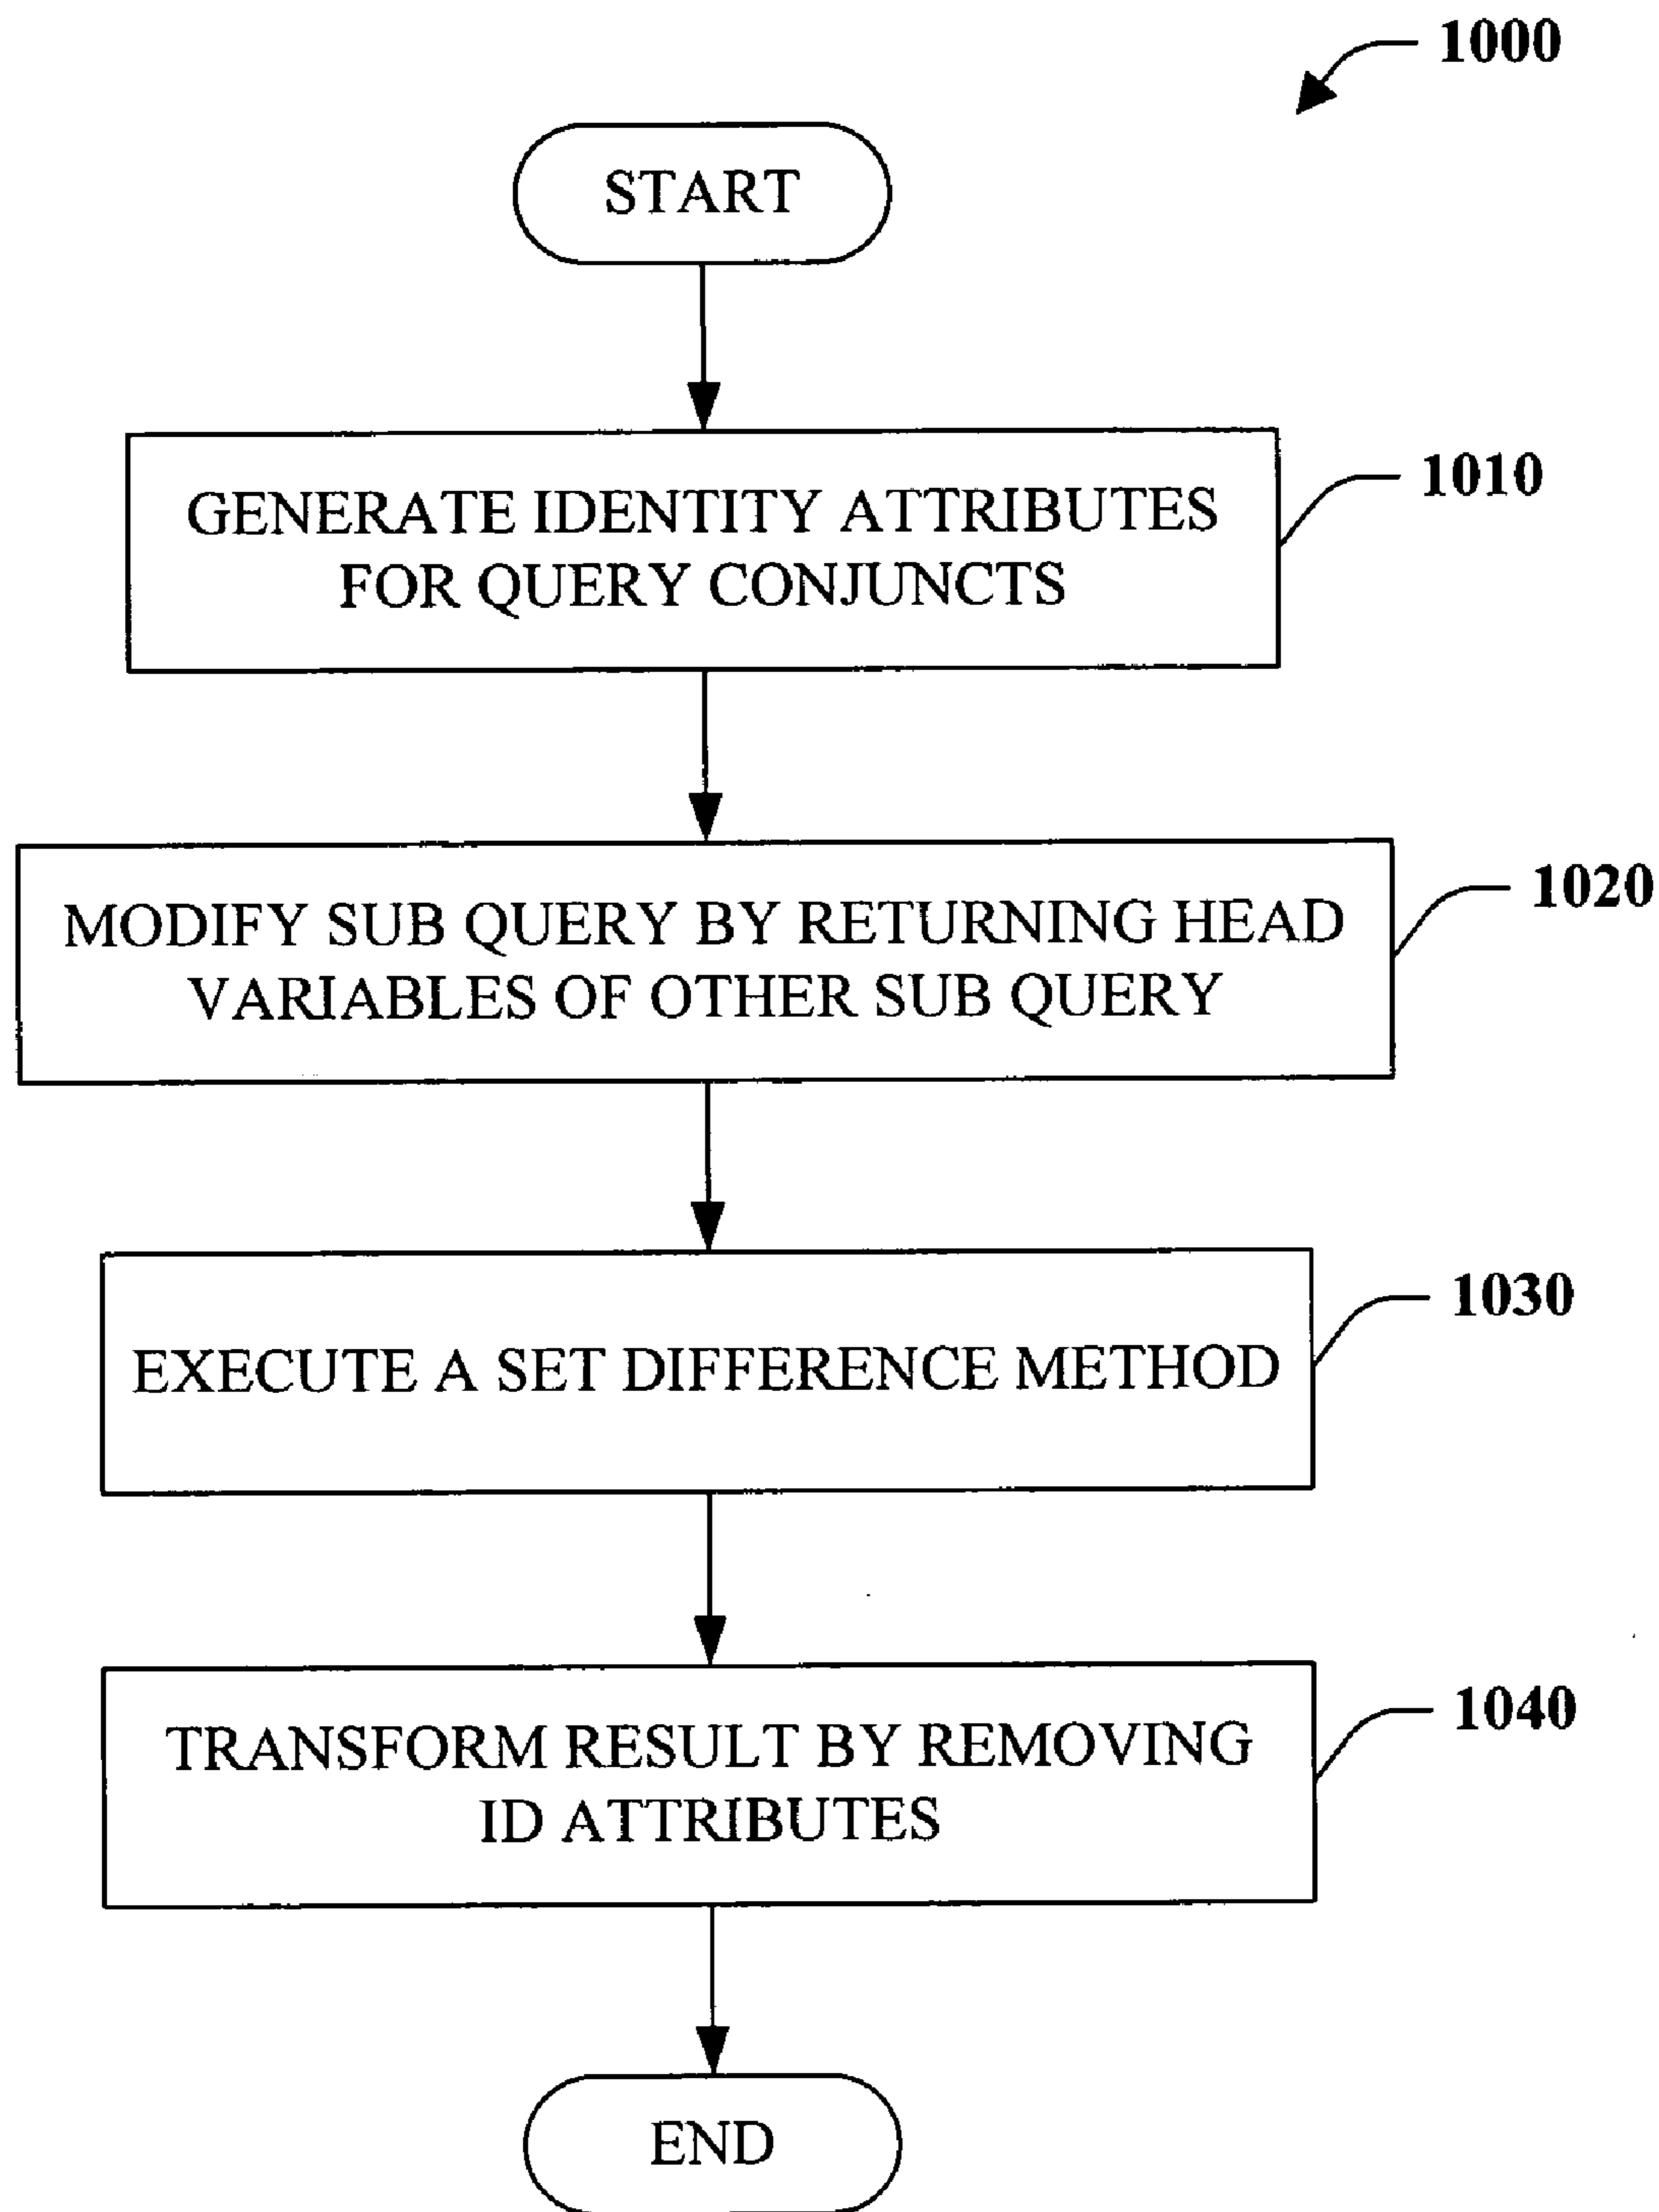 1000
START
GENERATE IDENTITY ATTRIBUTES
FOR QUERY CONJUNCTS
1010
MODIFY SUB QUERY BY RETURNING HEAD
VARIABLES OF OTHER SUB QUERY
1020
EXECUTE A SET DIFFERENCE METHOD
1030
TRANSFORM RESULT BY REMOVING
ID ATTRIBUTES
1040
END